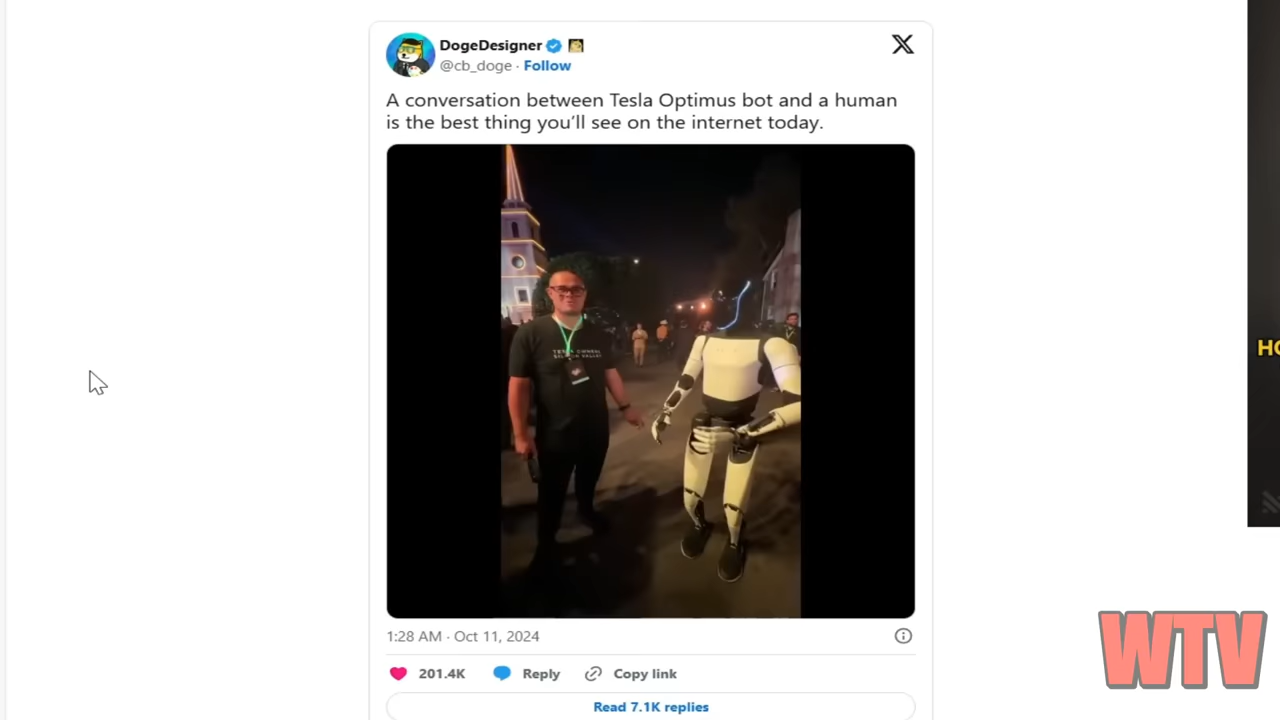 DogeDesigner
@cb_doge · Follow
A conversation between Tesla Optimus bot and a human
is the best thing you'll see on the internet today.
1:28 AM · Oct 11, 2024
201.4K
Reply
Copy link
Read 7.1K replies
WTV